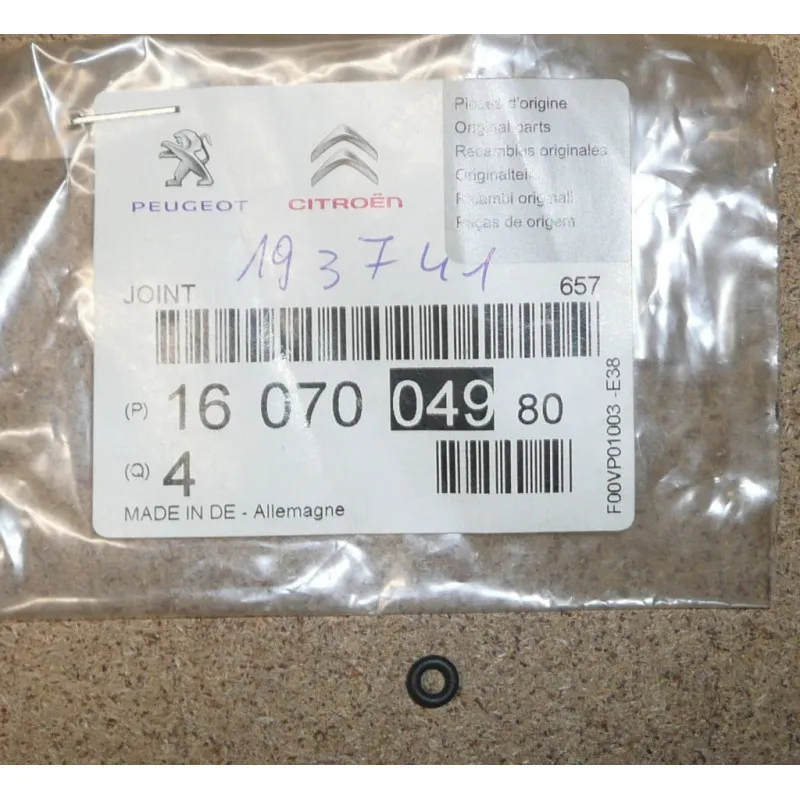 Pièces d'origine
Original parts
Recambios originales
Originalteile
Ricambi originali
Peças de origem
PEUGEOT
CITROËN
193741
JOINT
657
(P) 16 070 049 80
(Q) 4
MADE IN DE - Allemagne
F00VP01003 -E38